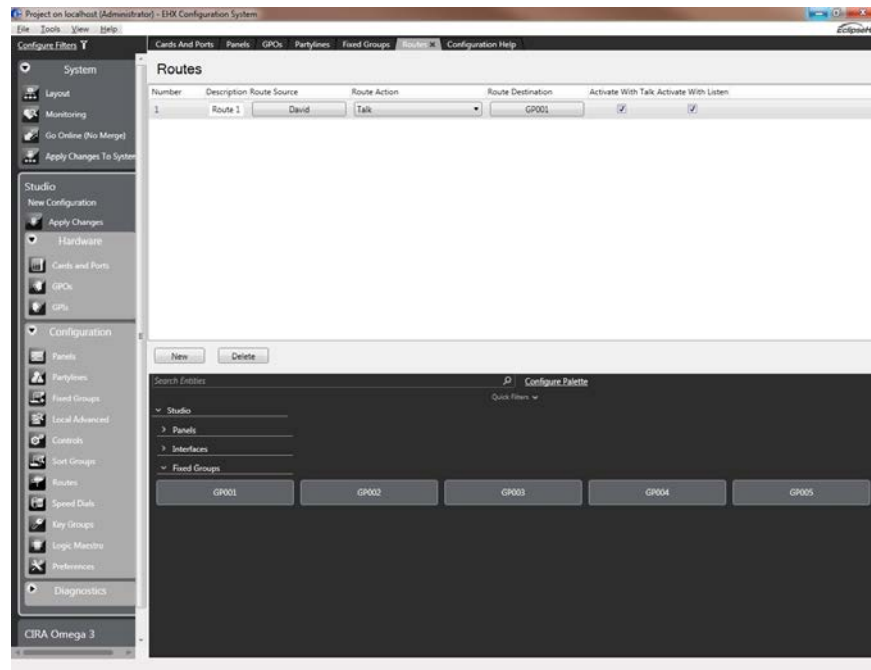 Project on localhost (Administrator) - EHX Configuration System
File Tools View Help
EclipseH
Configure Filters
Cards And Ports Panels GPOs Partylines Fixed Groups Routes Configuration Help
System
Layout
Monitoring
Go Online (No Merge)
Apply Changes To System
Studio
New Configuration
Apply Changes
Hardware
Cards and Ports
GPOs
GPIs
Configuration
Panels
Partylines
Fixed Groups
Local Advanced
Controls
Sort Groups
Routes
Speed Dials
Key Groups
Logic Maestro
Preferences
Diagnostics
CIRA Omega 3
Routes
Number Description Route Source Route Action Route Destination Activate With Talk Activate With Listen
1 Route 1 David Talk GP001
New Delete
Search Entities Configure Palette
Quick Filters
Studio
Panels
Interfaces
Fixed Groups
GP001 GP002 GP003 GP004 GP005